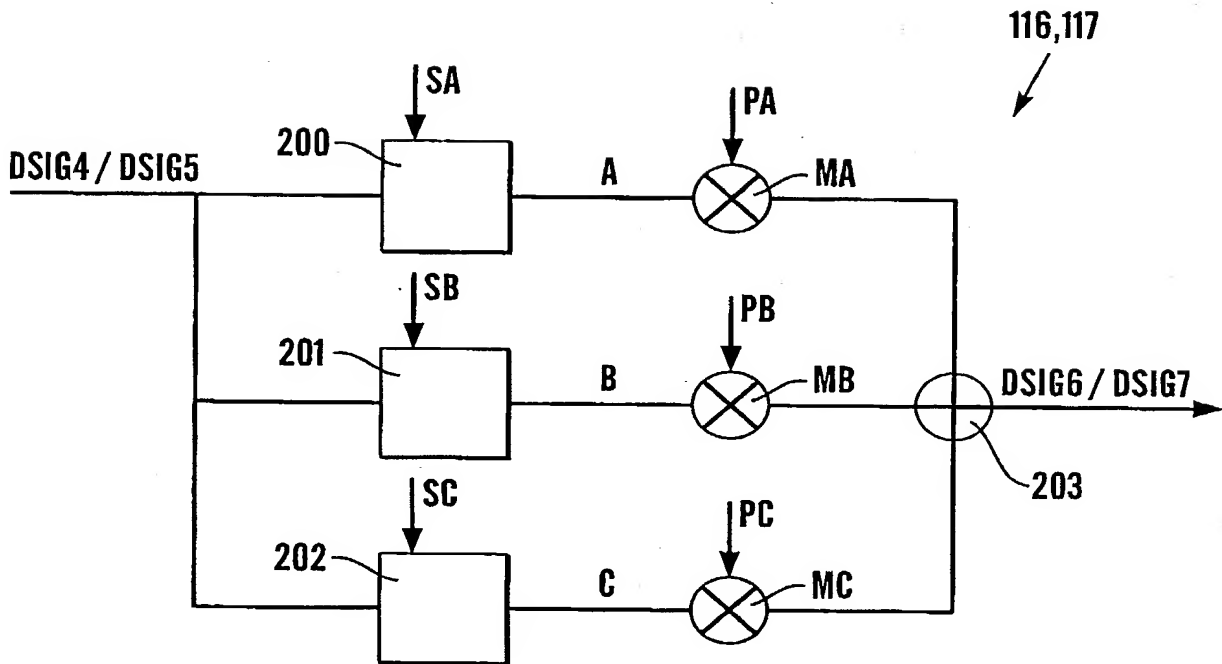 116,117
SA
PA
200
DSIG4 / DSIG5
A
MA
SB
PB
201
B
MB
DSIG6 / DSIG7
203
SC
PC
202
C
MC